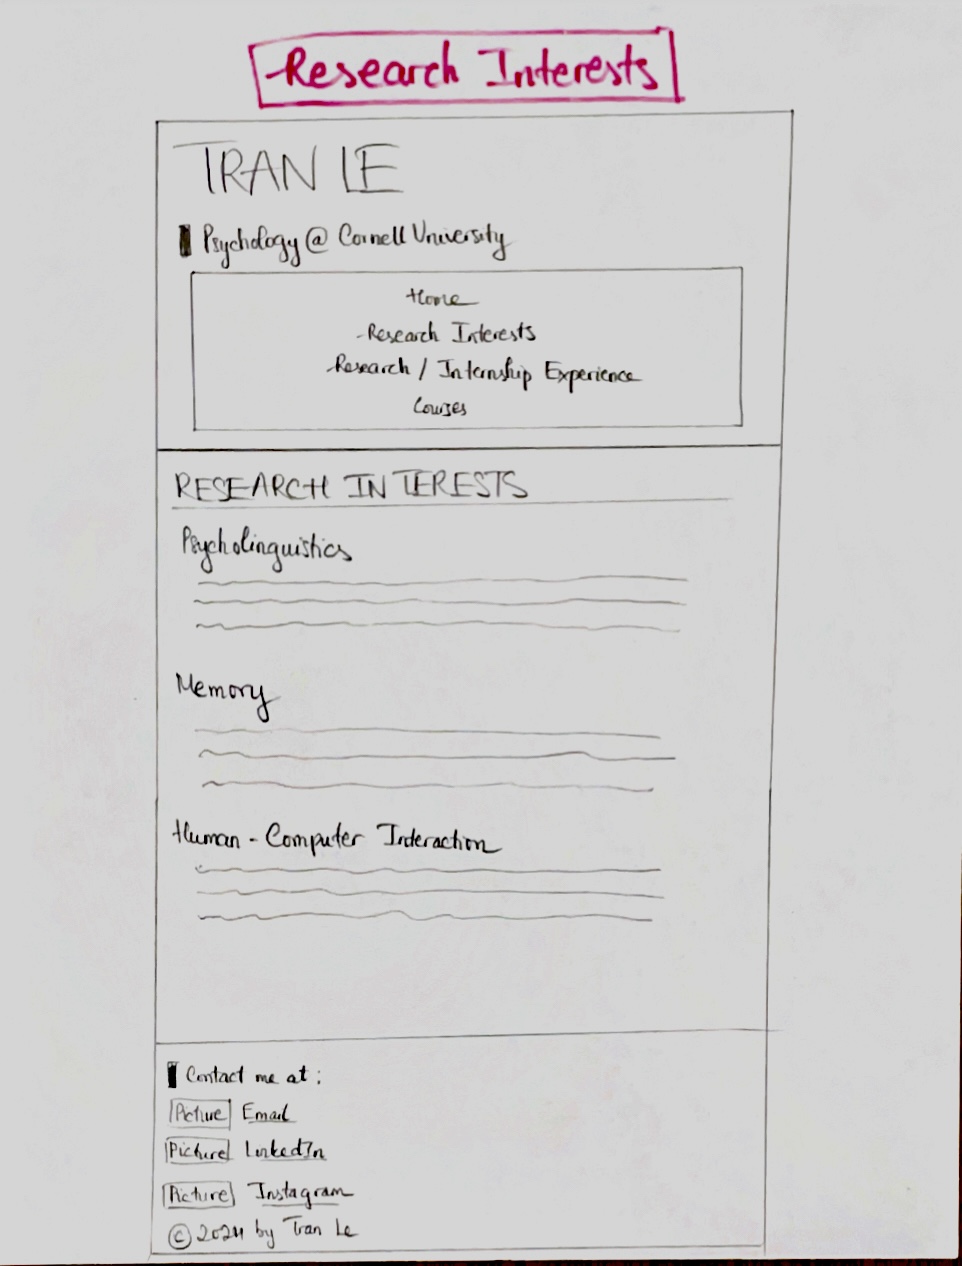 Research Interests
TRAN LE
Psychology @ Cornell University
Home
Research Interests
Research / Internship Experience
Courses
RESEARCH INTERESTS
Psycholinguistics
Memory
Human - Computer Interaction
Contact me at :
Picture Email
Picture LinkedIn
Picture Instagram
© 2024 by Tran Le